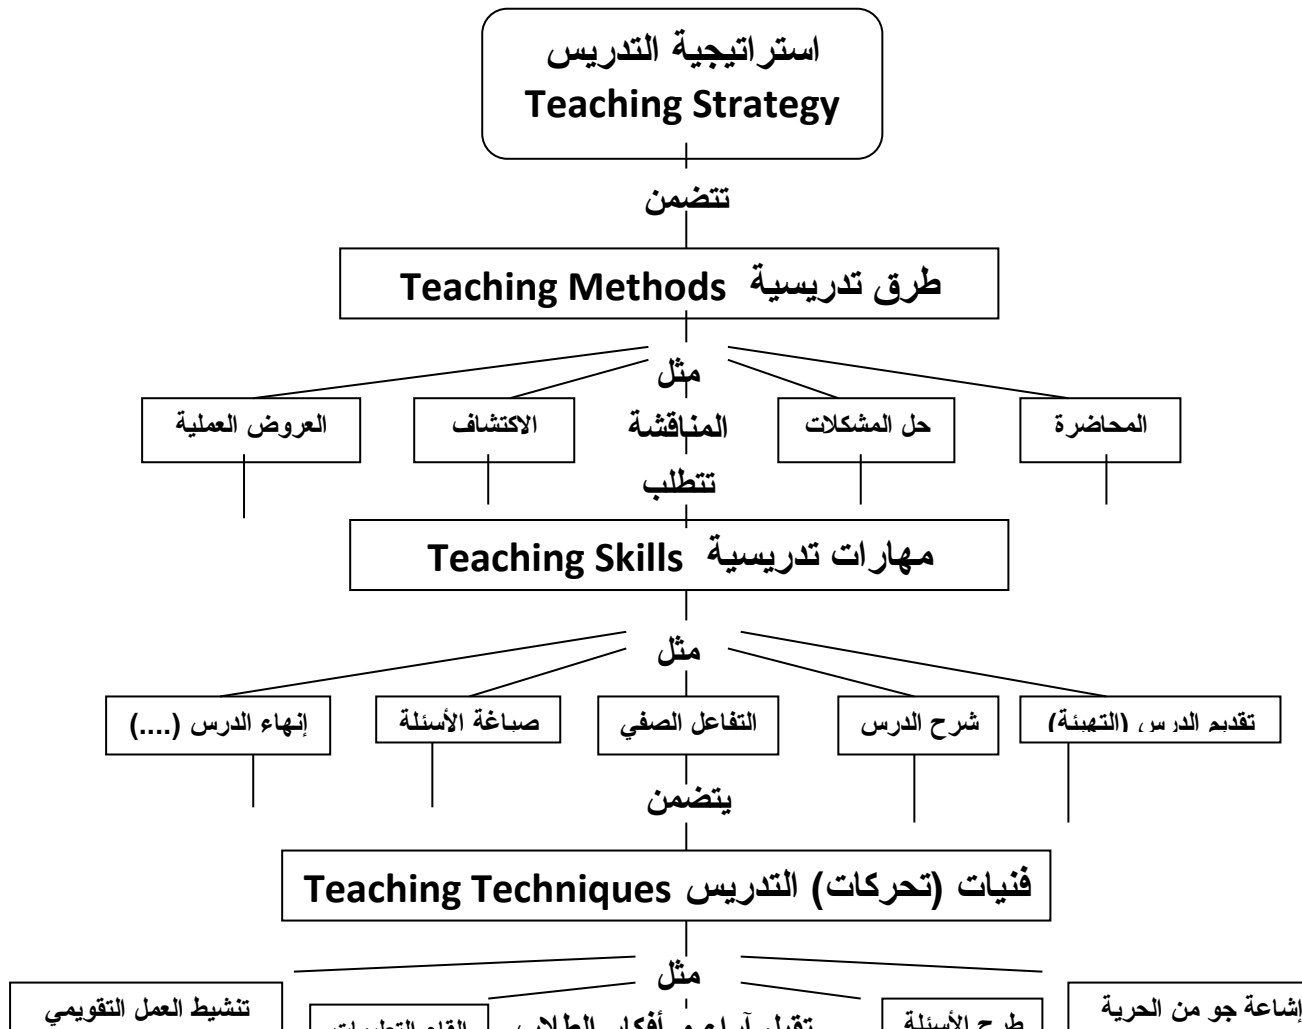 استراتيجية التدريس
Teaching Strategy
تتضمن
طرق تدريسية Teaching Methods
مثل
المحاضرة
حل المشكلات
المناقشة
الاكتشاف
العروض العملية
تتطلب
مهارات تدريسية Teaching Skills
مثل
تقديم الدرس (التهيئة)
شرح الدرس
التفاعل الصفي
صباغة الأسئلة
إنهاء الدرس (....)
يتضمن
فنيات (تحركات) التدريس Teaching Techniques
مثل
إشاعة جو من الحرية
طرح الأسئلة
تقبل آراء و أفكار الطلاب
تنشيط العمل التقويمي